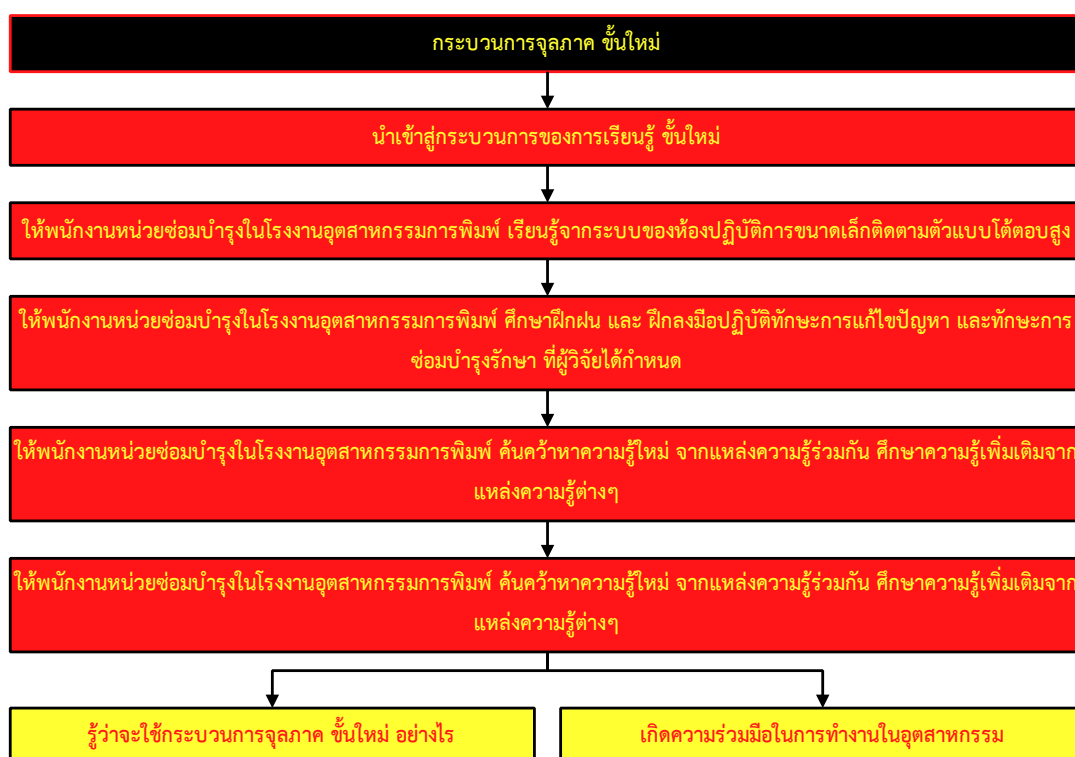 กระบวนการจุลภาค ขั้นใหม่
นำเข้าสู่กระบวนการของการเรียนรู้ ขั้นใหม่
ให้พนักงานหน่วยซ่อมบำรุงในโรงงานอุตสาหกรรมการพิมพ์ เรียนรู้จากระบบของห้องปฏิบัติการขนาดเล็กติดตามตัวแบบโต้ตอบสูง
ให้พนักงานหน่วยซ่อมบำรุงในโรงงานอุตสาหกรรมการพิมพ์ ศึกษาฝึกฝน และ ฝึกลงมือปฏิบัติทักษะการแก้ไขปัญหา และทักษะการ
ซ่อมบำรุงรักษา ที่ผู้วิจัยได้กำหนด
ให้พนักงานหน่วยซ่อมบำรุงในโรงงานอุตสาหกรรมการพิมพ์ ค้นคว้าหาความรู้ใหม่ จากแหล่งความรู้ร่วมกัน ศึกษาความรู้เพิ่มเติมจาก
แหล่งความรู้ต่างๆ
ให้พนักงานหน่วยซ่อมบำรุงในโรงงานอุตสาหกรรมการพิมพ์ ค้นคว้าหาความรู้ใหม่ จากแหล่งความรู้ร่วมกัน ศึกษาความรู้เพิ่มเติมจาก
แหล่งความรู้ต่างๆ
รู้ว่าจะใช้กระบวนการจุลภาค ขั้นใหม่ อย่างไร
เกิดความร่วมมือในการทำงานในอุตสาหกรรม